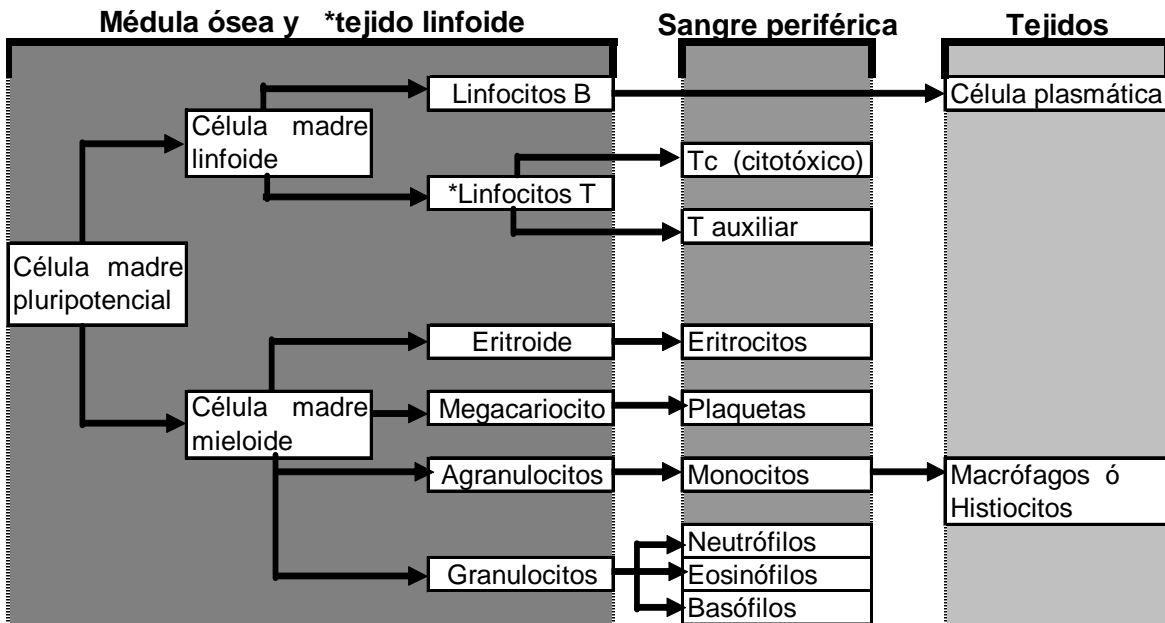 Médula ósea y *tejido linfoide
Sangre periférica
Tejidos
Linfocitos B
Célula plasmática
Célula madre
linfoide
Tc (citotóxico)
*Linfocitos T
T auxiliar
Célula madre
pluripotencial
Eritroide
Eritrocitos
Célula madre
mieloide
Megacariocito
Plaquetas
Agranulocitos
Monocitos
Macrófagos ó
Histiocitos
Granulocitos
Neutrófilos
Eosinófilos
Basófilos